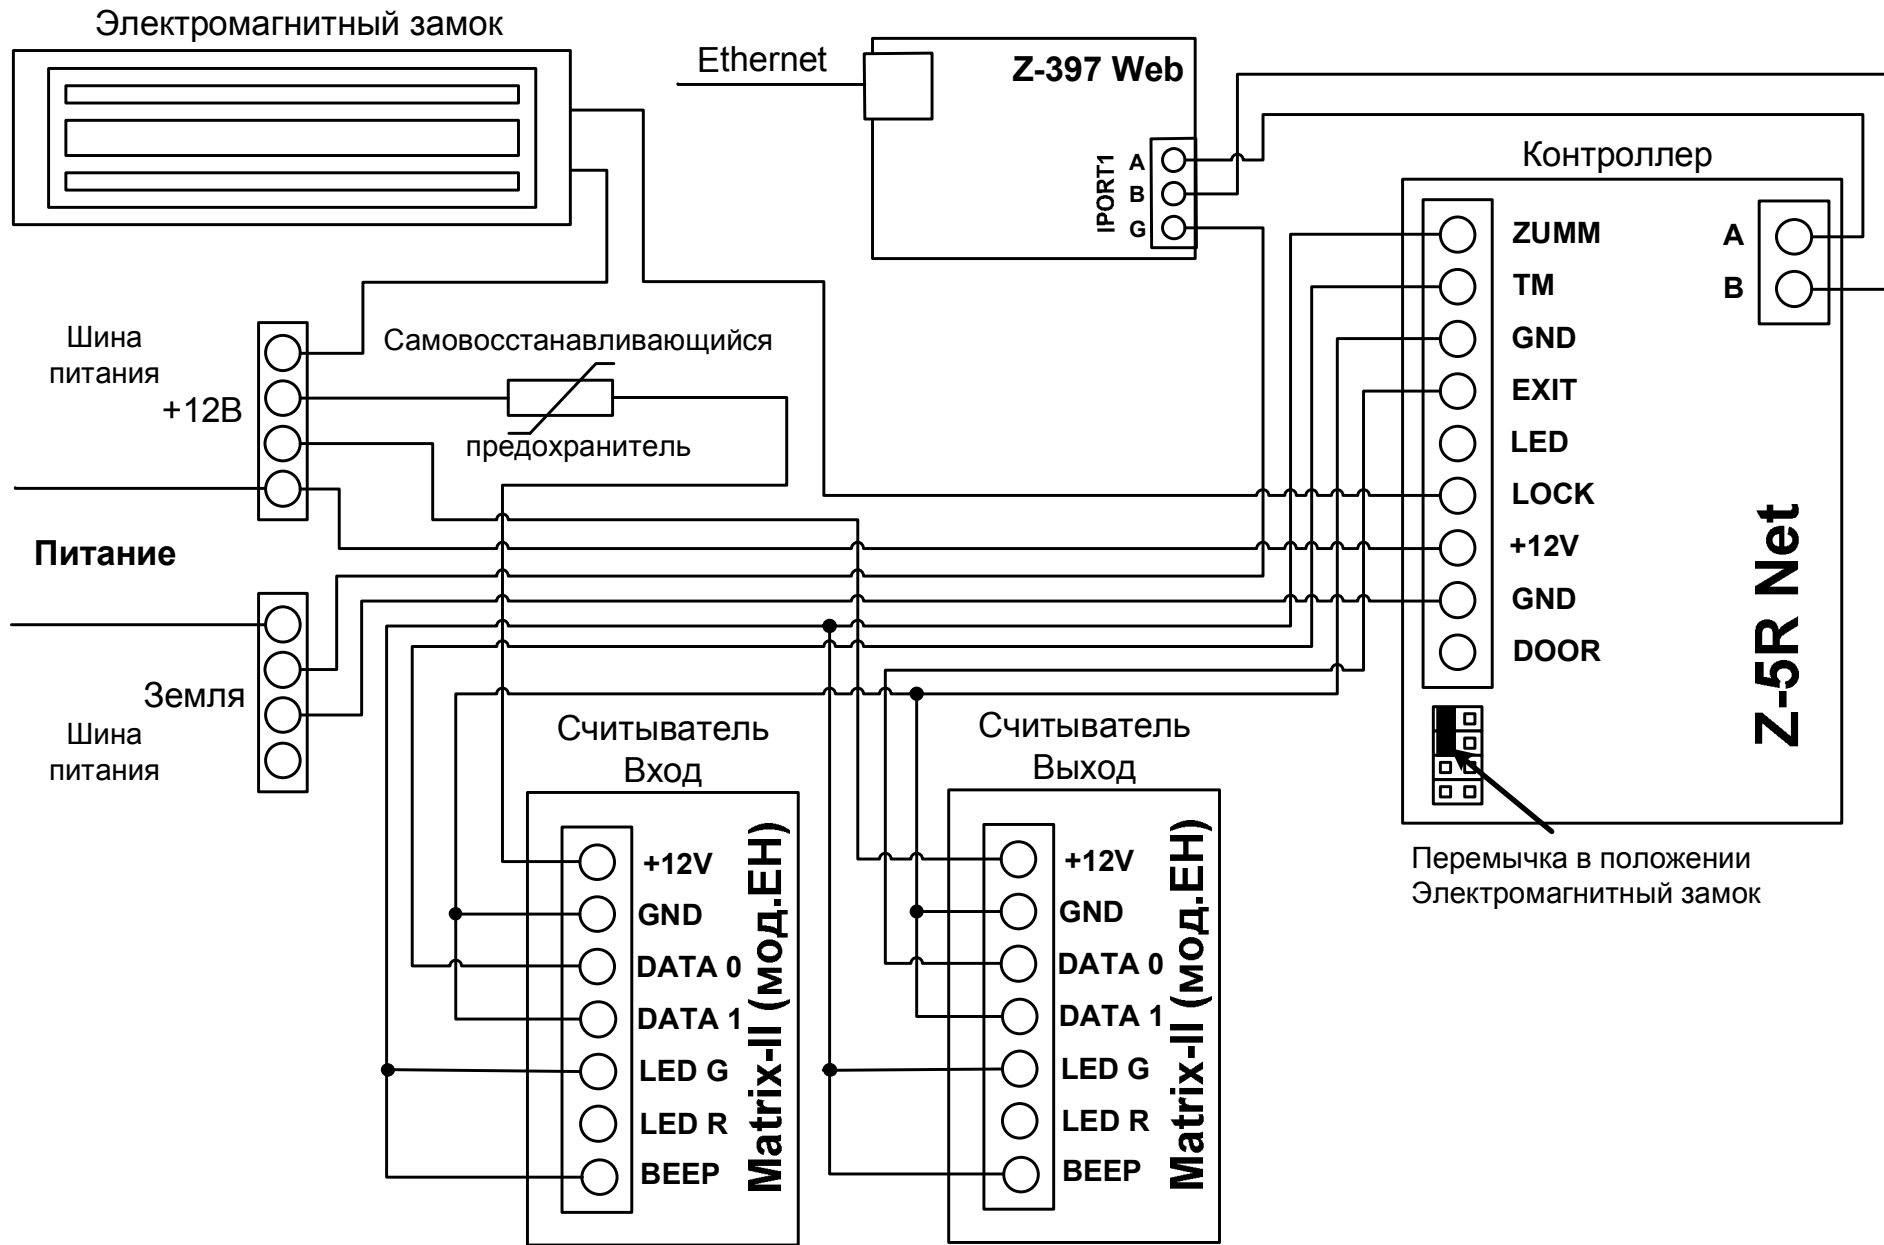 Электромагнитный замок
Ethernet
Z-397 Web
IPORT1
A
B
G
Контроллер
ZUMM
TM
GND
EXIT
LED
LOCK
+12V
GND
DOOR
A
B
Z-5R Net
Шина
питания
+12В
Самовосстанавливающийся
предохранитель
Питание
Земля
Шина
питания
Считыватель
Вход
+12V
GND
DATA 0
DATA 1
LED G
LED R
BEEP
Matrix-II (мод.ЕН)
Считыватель
Выход
+12V
GND
DATA 0
DATA 1
LED G
LED R
BEEP
Matrix-II (мод.ЕН)
Перемычка в положении
Электромагнитный замок